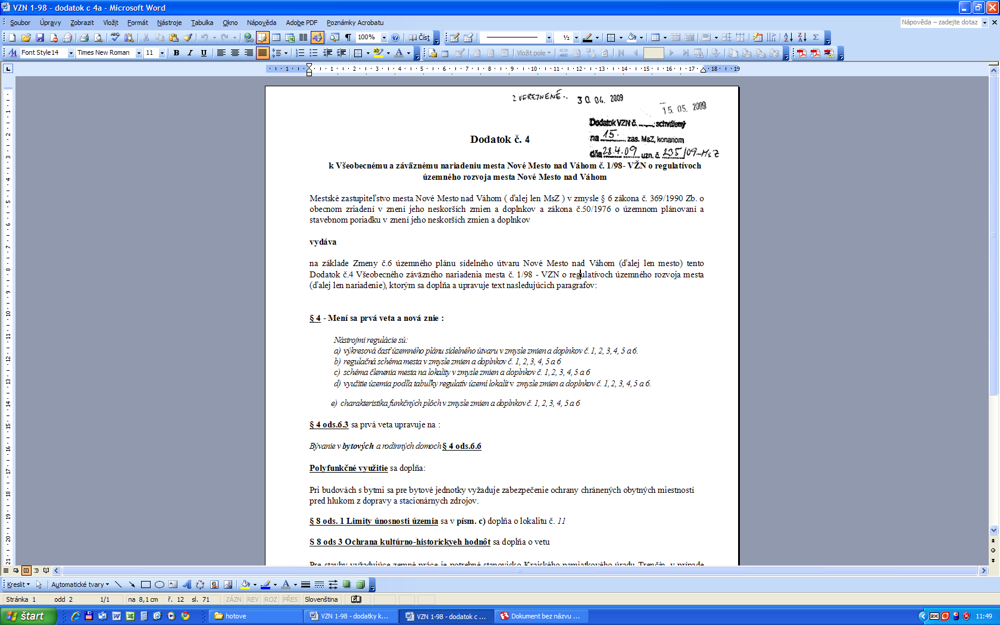 VZN 1-98 - dodatok c 4a - Microsoft Word
Soubor Úpravy Zobrazit Vložit Formát Nástroje Tabulka Okno Nápověda Adobe PDF Poznámky Acrobatu
Nápověda – zadejte dotaz
100% Číst ½
Font Style14 Times New Roman 11 B I U Vložit pole
1 1 2 3 4 5 6 7 8 9 10 11 12 13 14 15 16 17 18 19
ZVEREJNENÉ.. 30. 04. 2009
15. 05. 2009
Dodatok VZN č. schválený
na 15. zas. MsZ, konanom
dňa 28.4.09 uzn. č. 235/09-MsZ
Dodatok č. 4
k Všeobecnému a záväznému nariadeniu mesta Nové Mesto nad Váhom č. 1/98- VŽN o regulatívoch
územného rozvoja mesta Nové Mesto nad Váhom
Mestské zastupiteľstvo mesta Nové Mesto nad Váhom ( ďalej len MsZ ) v zmysle § 6 zákona č. 369/1990 Zb. o
obecnom zriadení v znení jeho neskorších zmien a doplnkov a zákona č.50/1976 o územnom plánovaní a
stavebnom poriadku v znení jeho neskorších zmien a doplnkov
vydáva
na základe Zmeny č.6 územného plánu sídelného útvaru Nové Mesto nad Váhom (ďalej len mesto) tento
Dodatok č.4 Všeobecného záväzného nariadenia mesta č. 1/98 - VZN o regulatívoch územného rozvoja mesta
(ďalej len nariadenie), ktorým sa dopĺňa a upravuje text nasledujúcich paragrafov:
§ 4 - Mení sa prvá veta a nová znie :
Nástrojmi regulácie sú:
a) výkresová časť územného plánu sídelného útvaru v zmysle zmien a doplnkov č. 1, 2, 3, 4, 5 a 6.
b) regulačná schéma mesta v zmysle zmien a doplnkov č. 1, 2, 3, 4, 5 a 6
c) schéma členenia mesta na lokality v zmysle zmien a doplnkov č. 1, 2, 3, 4, 5 a 6
d) využitie územia podľa tabuľky regulatív území lokalít v zmysle zmien a doplnkov č. 1, 2, 3, 4, 5 a 6.
e) charakteristika funkčných plôch v zmysle zmien a doplnkov č. 1, 2, 3, 4, 5 a 6
§ 4 ods.6.3 sa prvá veta upravuje na :
Bývanie v bytových a rodinných domoch § 4 ods.6.6
Polyfunkčné využitie sa dopĺňa:
Pri budovách s bytmi sa pre bytové jednotky vyžaduje zabezpečenie ochrany chránených obytných miestností
pred hlukom z dopravy a stacionárnych zdrojov.
§ 8 ods. 1 Limity únosnosti územia sa v písm. c) dopĺňa o lokalitu č. 11
S 8 ods 3 Ochrana kultúrno-historickyeh hodnôt sa dopĺňa o vetu
Pre stavby vyžadujúce zemné práce je potrebné stanovisko Krajského pamiatkového úradu Trenčín, v prípade
Kreslit Automatické tvary
Stránka 1 odd 2 1/1 na 8,1 cm ř. 12 sl. 71 ZÁZN REV ROZ PŘES Slovenština
štart hotove VZN 1-98 - dodatky k... VZN 1-98 - dodatok c ... Dokument bez názvu ... 11:49